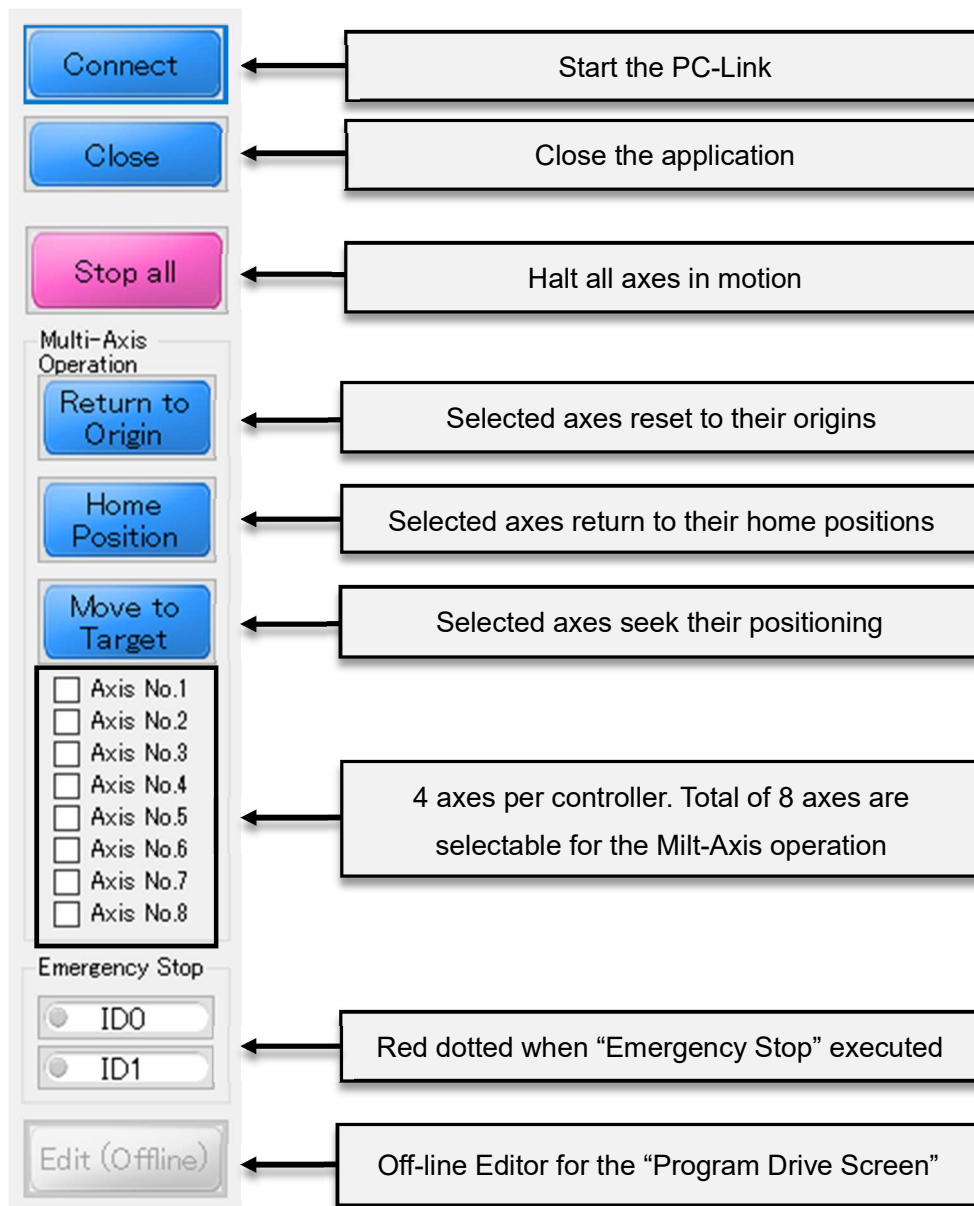 Connect
Start the PC-Link
Close
Close the application
Stop all
Halt all axes in motion
Multi-Axis
Operation
Return to
Origin
Selected axes reset to their origins
Home
Position
Selected axes return to their home positions
Move to
Target
Selected axes seek their positioning
Axis No.1
Axis No.2
Axis No.3
Axis No.4
Axis No.5
Axis No.6
Axis No.7
Axis No.8
4 axes per controller. Total of 8 axes are
selectable for the Milt-Axis operation
Emergency Stop
ID0
ID1
Red dotted when “Emergency Stop” executed
Edit (Offline)
Off-line Editor for the “Program Drive Screen”